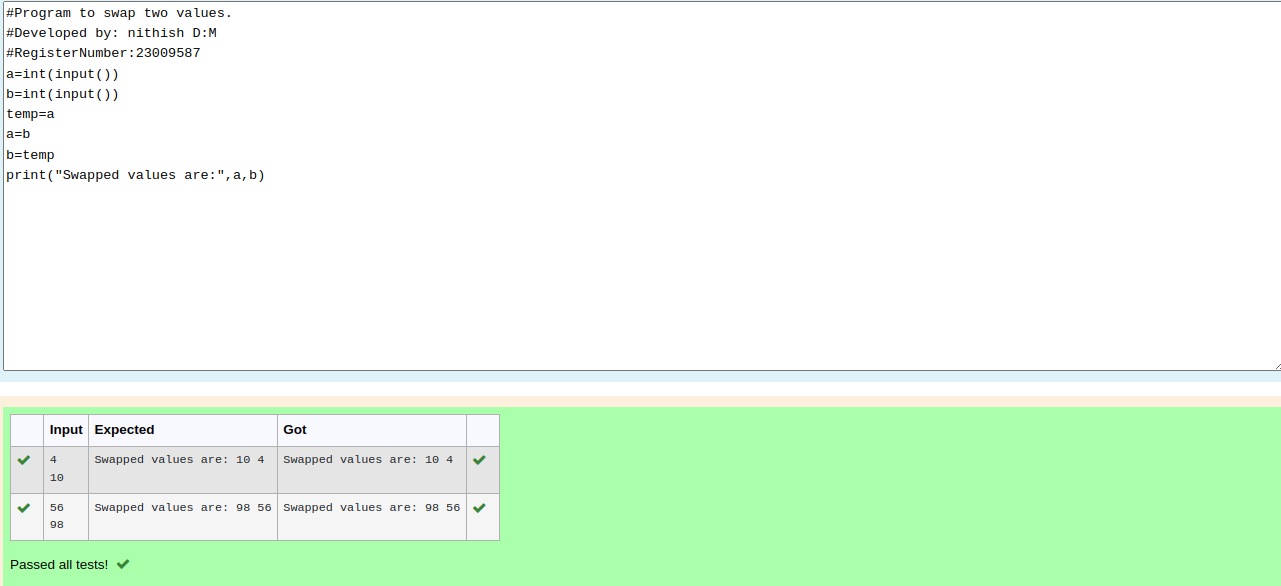 #Program to swap two values.
#Developed by: nithish D:M
#RegisterNumber:23009587
a=int(input())
b=int(input())
temp=a
a=b
b=temp
print("Swapped values are:",a,b)
Input Expected Got
4 Swapped values are: 10 4 Swapped values are: 10 4
10
56 Swapped values are: 98 56 Swapped values are: 98 56
98
Passed all tests!